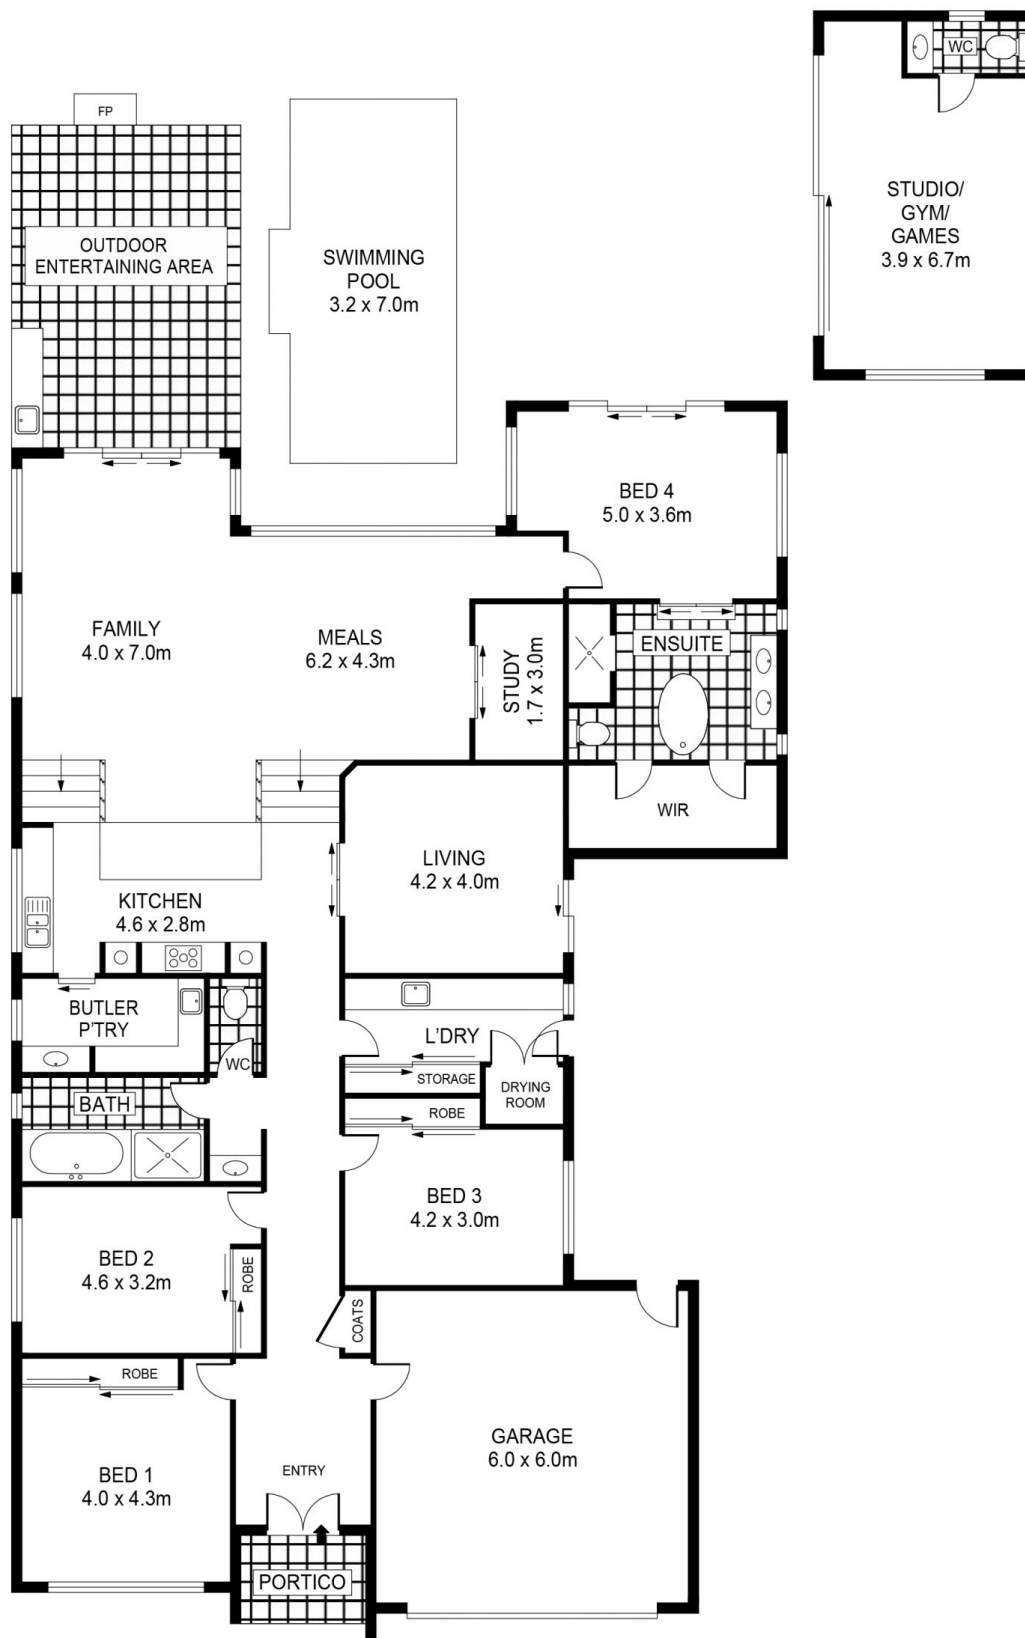 WC
STUDIO/
GYM/
GAMES
3.9 x 6.7m
FP
OUTDOOR
ENTERTAINING AREA
SWIMMING
POOL
3.2 x 7.0m
BED 4
5.0 x 3.6m
FAMILY
4.0 x 7.0m
MEALS
6.2 x 4.3m
STUDY
1.7 x 3.0m
ENSUITE
WIR
LIVING
4.2 x 4.0m
KITCHEN
4.6 x 2.8m
BUTLER
P'TRY
WC
L'DRY
STORAGE
DRYING
ROOM
BATH
ROBE
BED 3
4.2 x 3.0m
BED 2
4.6 x 3.2m
ROBE
COATS
ROBE
BED 1
4.0 x 4.3m
ENTRY
GARAGE
6.0 x 6.0m
PORTICO